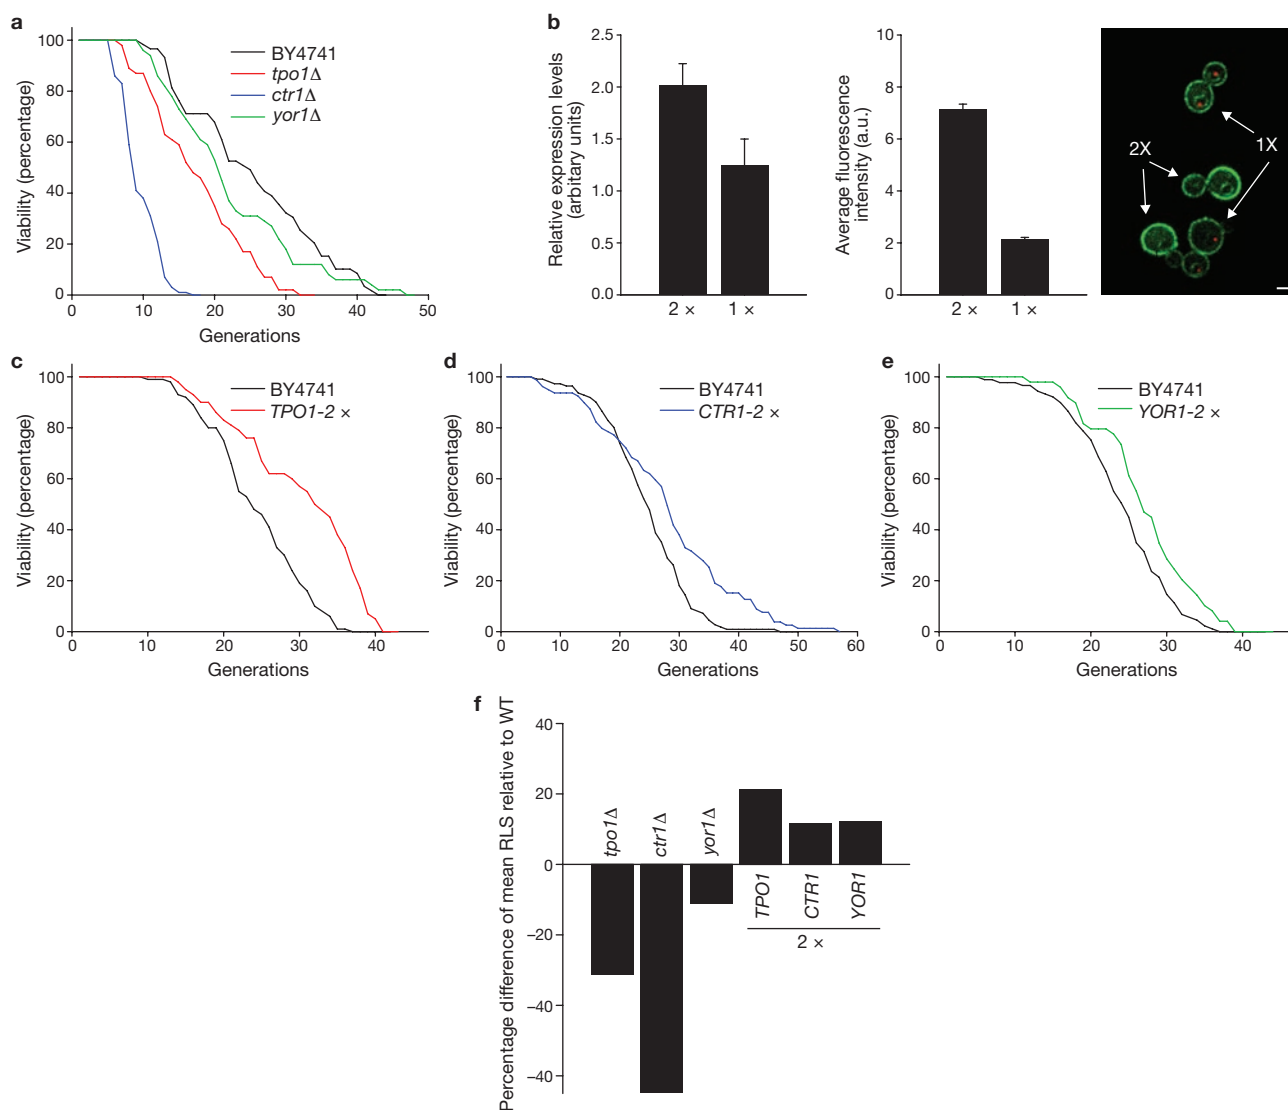 a
100
80
60
40
20
0
Viability (percentage)
0 10 20 30 40 50
Generations
BY4741
tpo1Δ
ctr1Δ
yor1Δ
b
2.5
2.0
1.5
1.0
0.5
0.0
Relative expression levels
(arbitary units)
2 × 1 ×
10
8
6
4
2
0
Average fluorescence
intensity (a.u.)
2 × 1 ×
2X
1X
c
100
80
60
40
20
0
Viability (percentage)
0 10 20 30 40
Generations
BY4741
TPO1-2 ×
d
100
80
60
40
20
0
Viability (percentage)
0 10 20 30 40 50 60
Generations
BY4741
CTR1-2 ×
e
100
80
60
40
20
0
Viability (percentage)
0 10 20 30 40
Generations
BY4741
YOR1-2 ×
f
40
20
0
−20
−40
−40
Percentage difference of mean RLS relative to WT
tpo1Δ
ctr1Δ
yor1Δ
TPO1
CTR1
YOR1
2 ×